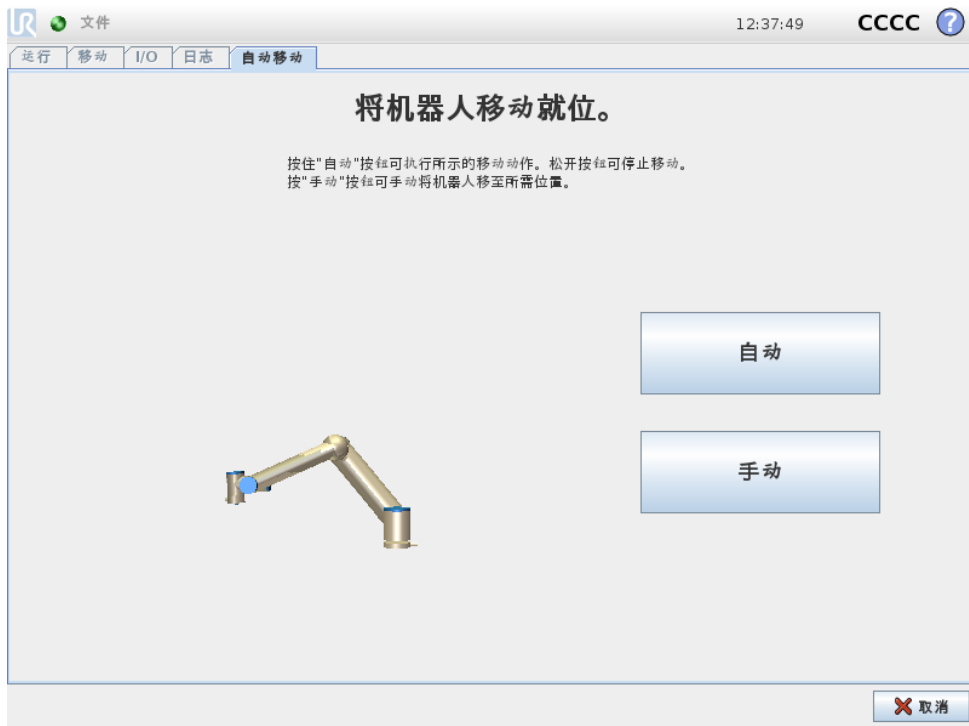 UR
文件
12:37:49
CCCC
?
运行
移动
I/O
日志
自动移动
将机器人移动就位。
按住"自动"按钮可执行所示的移动动作。松开按钮可停止移动。
按"手动"按钮可手动将机器人移至所需位置。
自动
手动
取消